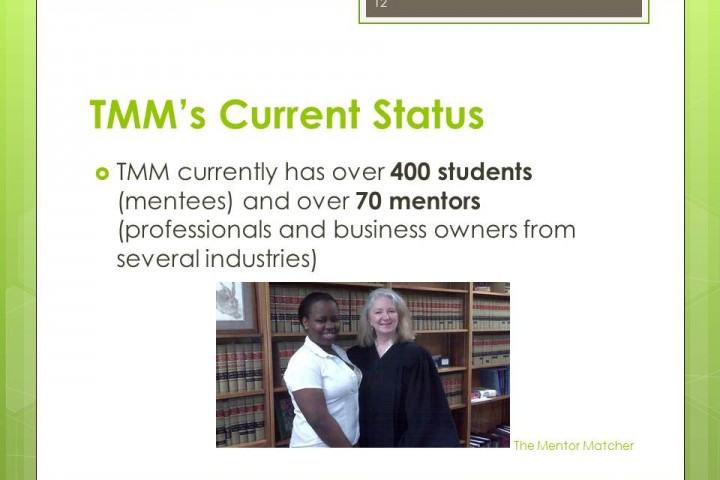 12
TMM’s Current Status
TMM currently has over 400 students
(mentees) and over 70 mentors
(professionals and business owners from
several industries)
The Mentor Matcher